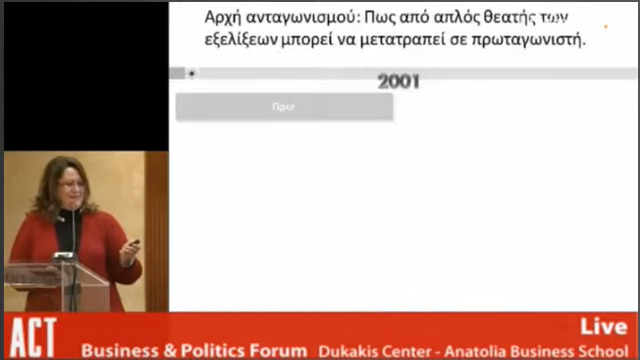 Αρχή ανταγωνισμού: Πως από απλός θεατής των
εξελίξεων μπορεί να μετατραπεί σε πρωταγωνιστή.
2001
Πριν
Live
ACT
Business & Politics Forum Dukakis Center - Anatolia Business School